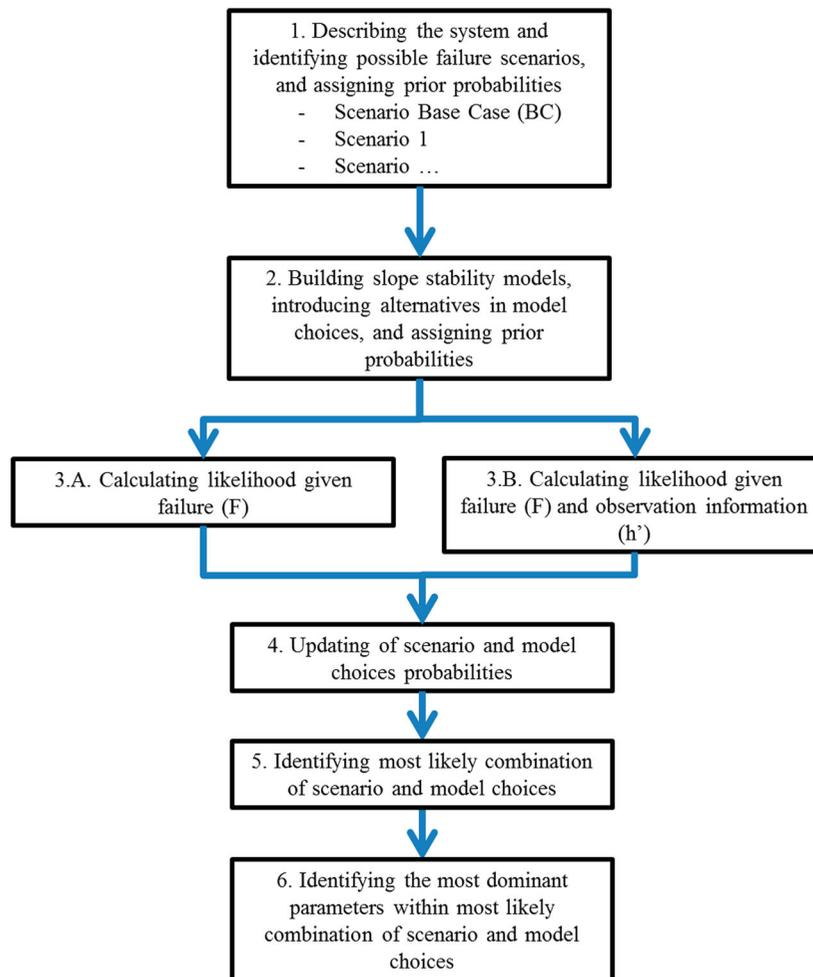 1. Describing the system and
identifying possible failure scenarios,
and assigning prior probabilities
- Scenario Base Case (BC)
- Scenario 1
- Scenario …
2. Building slope stability models,
introducing alternatives in model
choices, and assigning prior
probabilities
3.A. Calculating likelihood given
failure (F)
3.B. Calculating likelihood given
failure (F) and observation information
(h’)
4. Updating of scenario and model
choices probabilities
5. Identifying most likely combination
of scenario and model choices
6. Identifying the most dominant
parameters within most likely
combination of scenario and model
choices